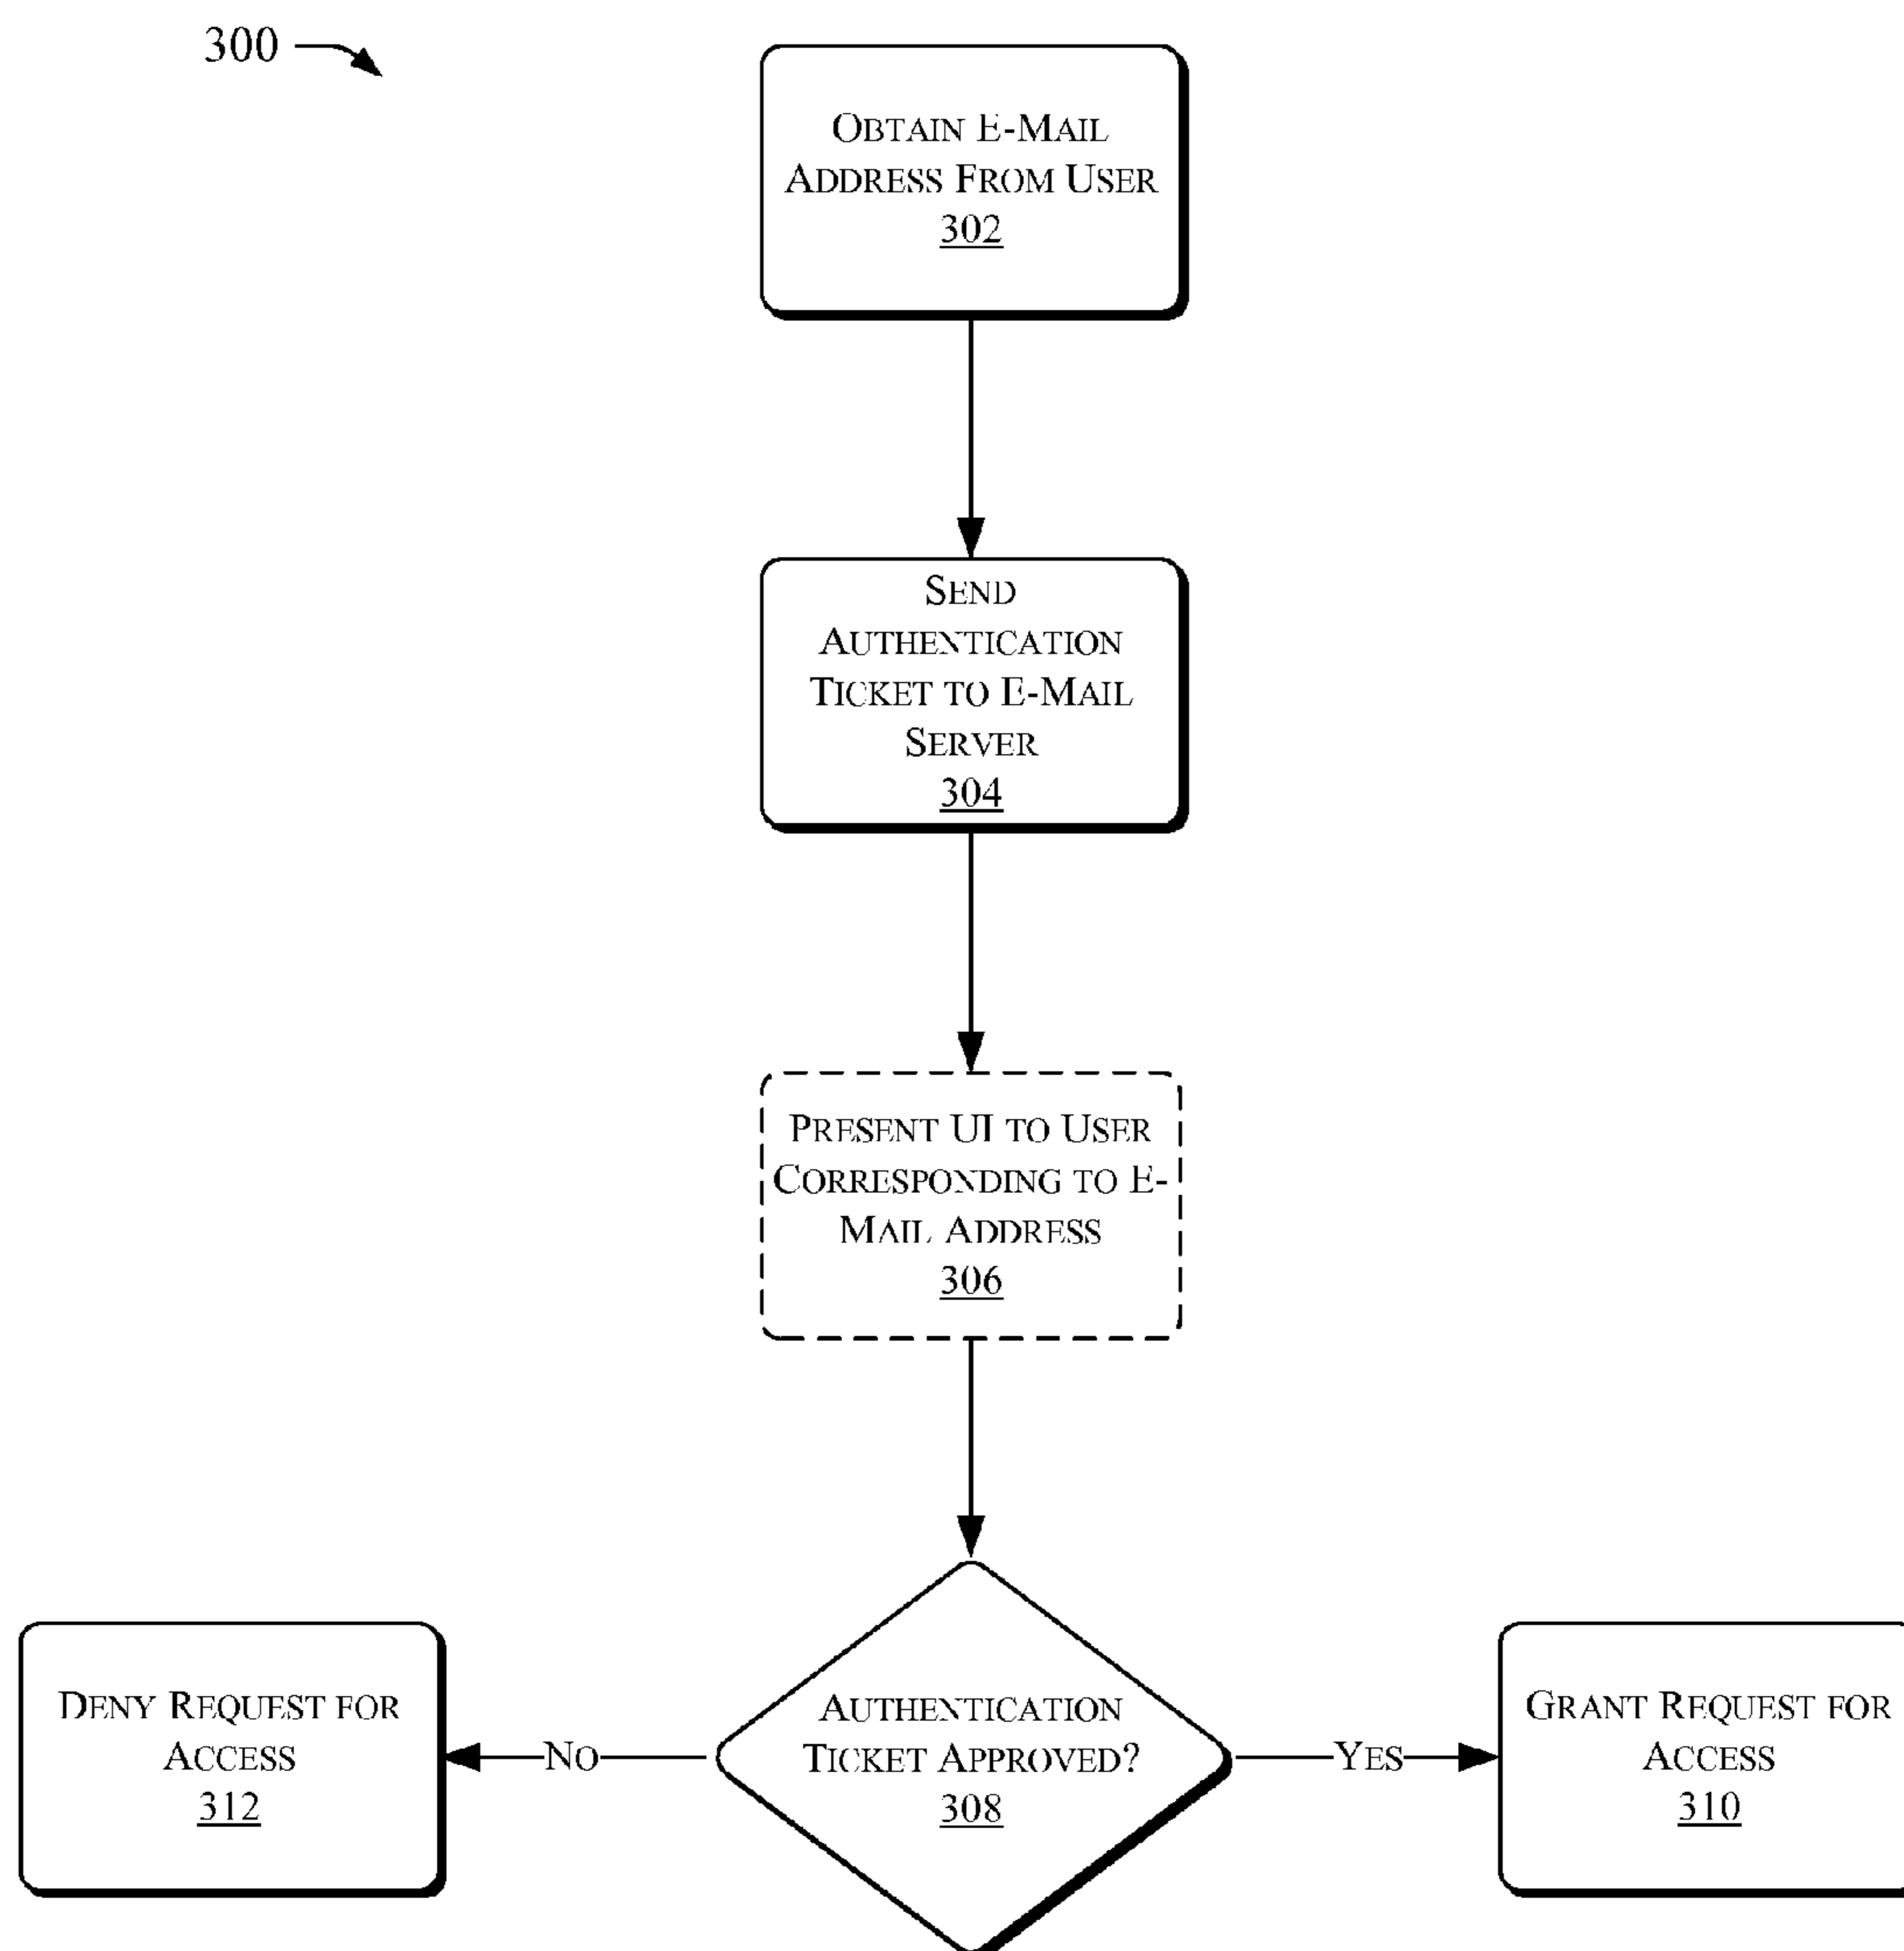 300
OBTAIN E-MAIL
ADDRESS FROM USER
302
SEND
AUTHENTICATION
TICKET TO E-MAIL
SERVER
304
PRESENT UI TO USER
CORRESPONDING TO E-
MAIL ADDRESS
306
AUTHENTICATION
TICKET APPROVED?
308
NO
YES
DENY REQUEST FOR
ACCESS
312
GRANT REQUEST FOR
ACCESS
310